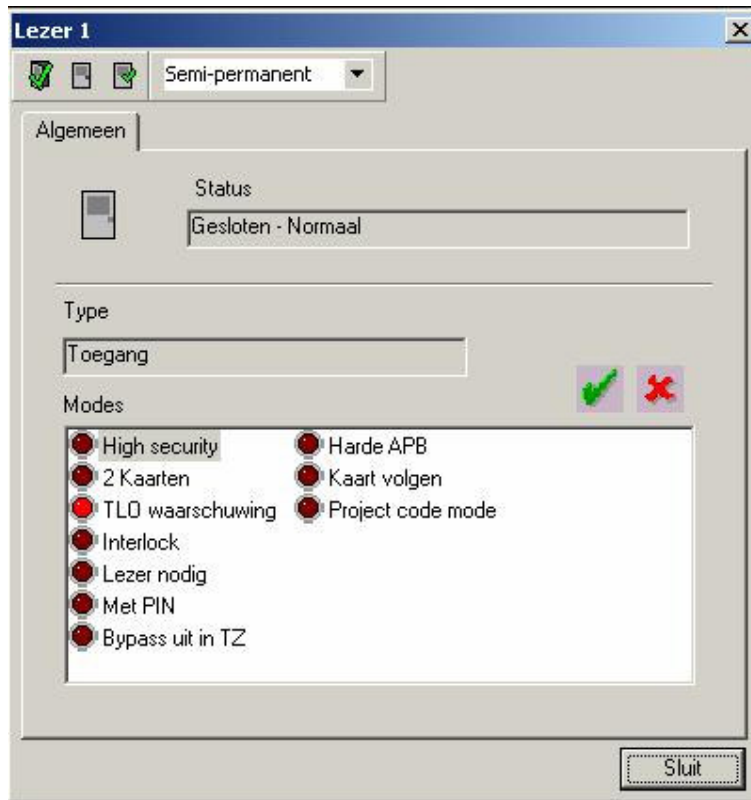 Lezer 1
Semi-permanent
Algemeen
Status
Gesloten - Normaal
Type
Toegang
Modes
High security
2 Kaarten
TLO waarschuwing
Interlock
Lezer nodig
Met PIN
Bypass uit in TZ
Harde APB
Kaart volgen
Project code mode
Sluit